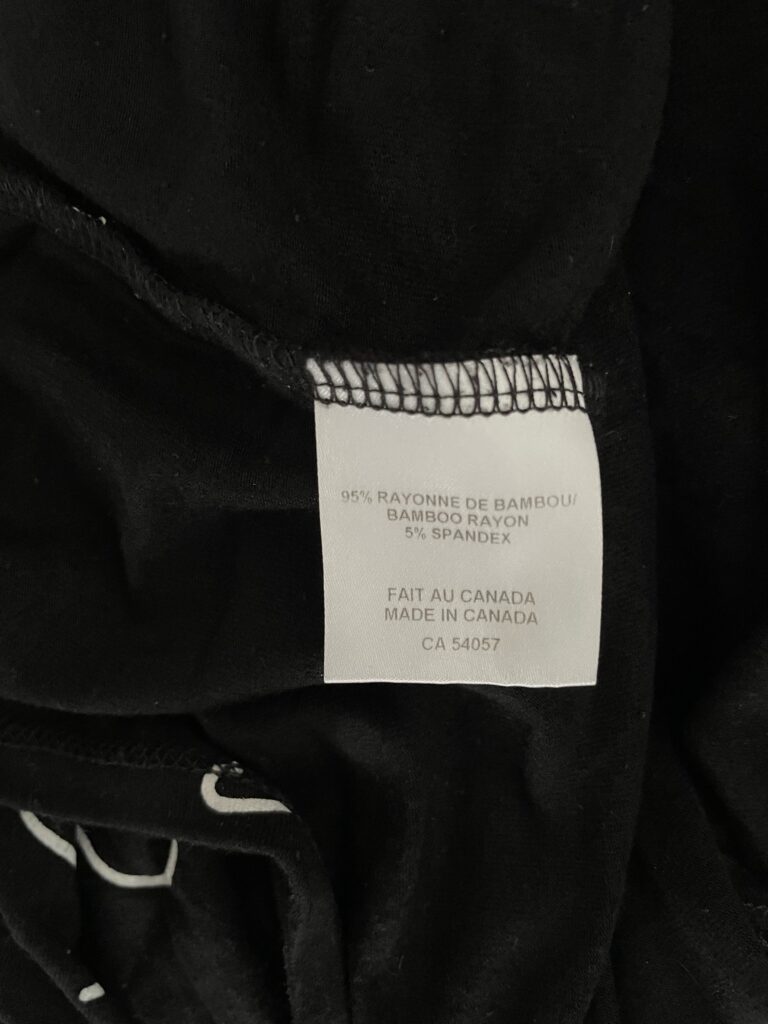 95% RAYONNE DE BAMBOU/
BAMBOO RAYON
5% SPANDEX
FAIT AU CANADA
MADE IN CANADA
CA 54057